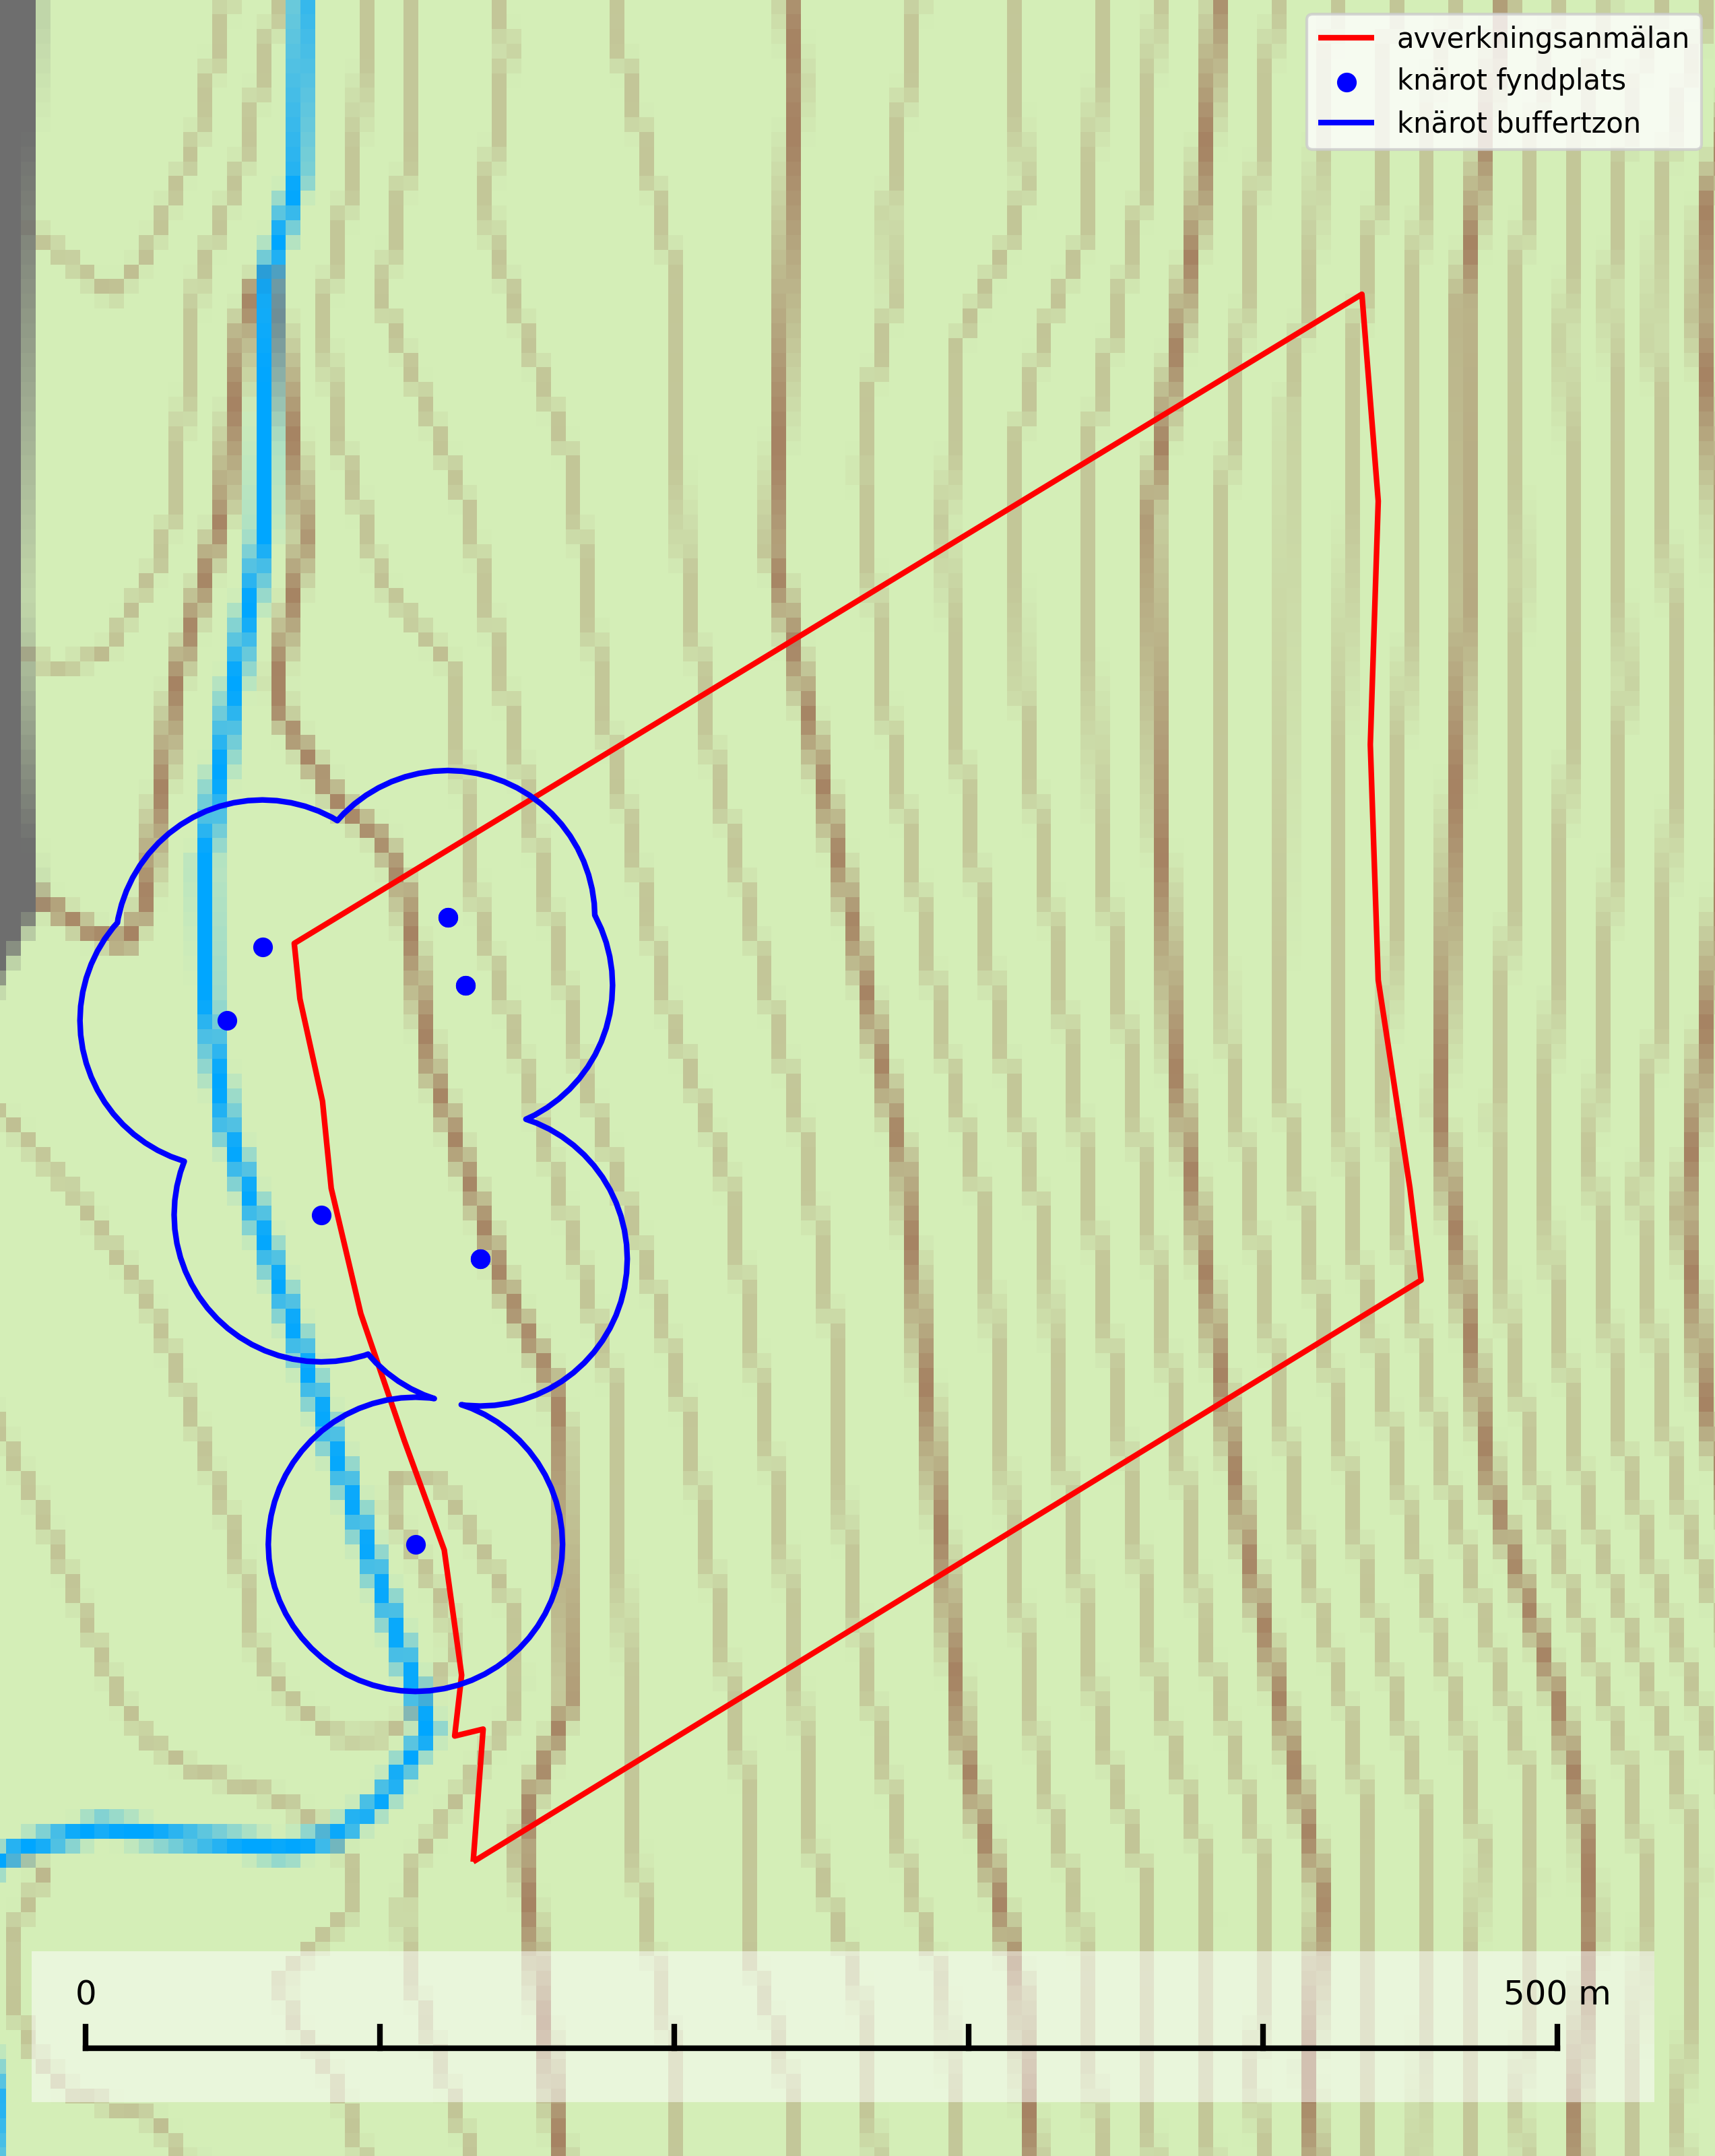 avverkningsanmälan
knärot fyndplats
knärot buffertzon
0
500 m